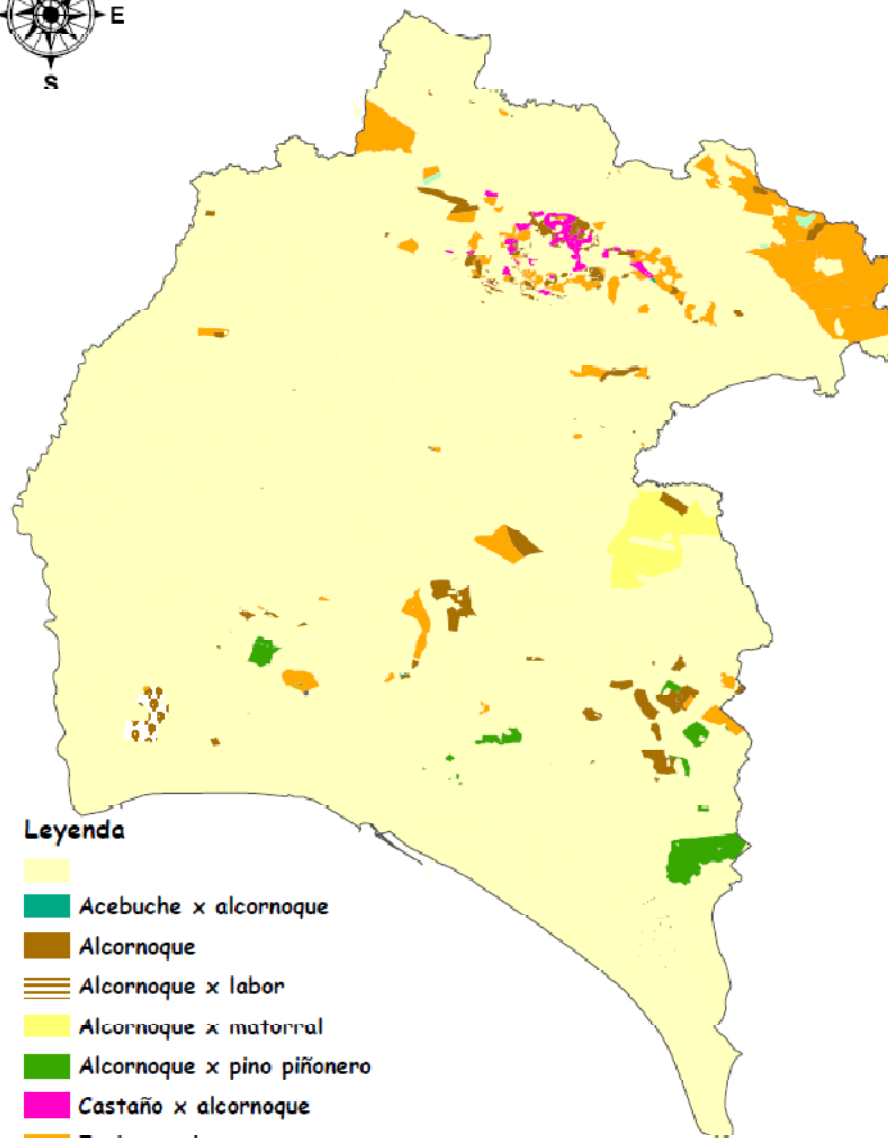 E
S
Leyenda
Acebuche x alcornoque
Alcornoque
Alcornoque x labor
Alcornoque x matorral
Alcornoque x pino piñonero
Castaño x alcornoque